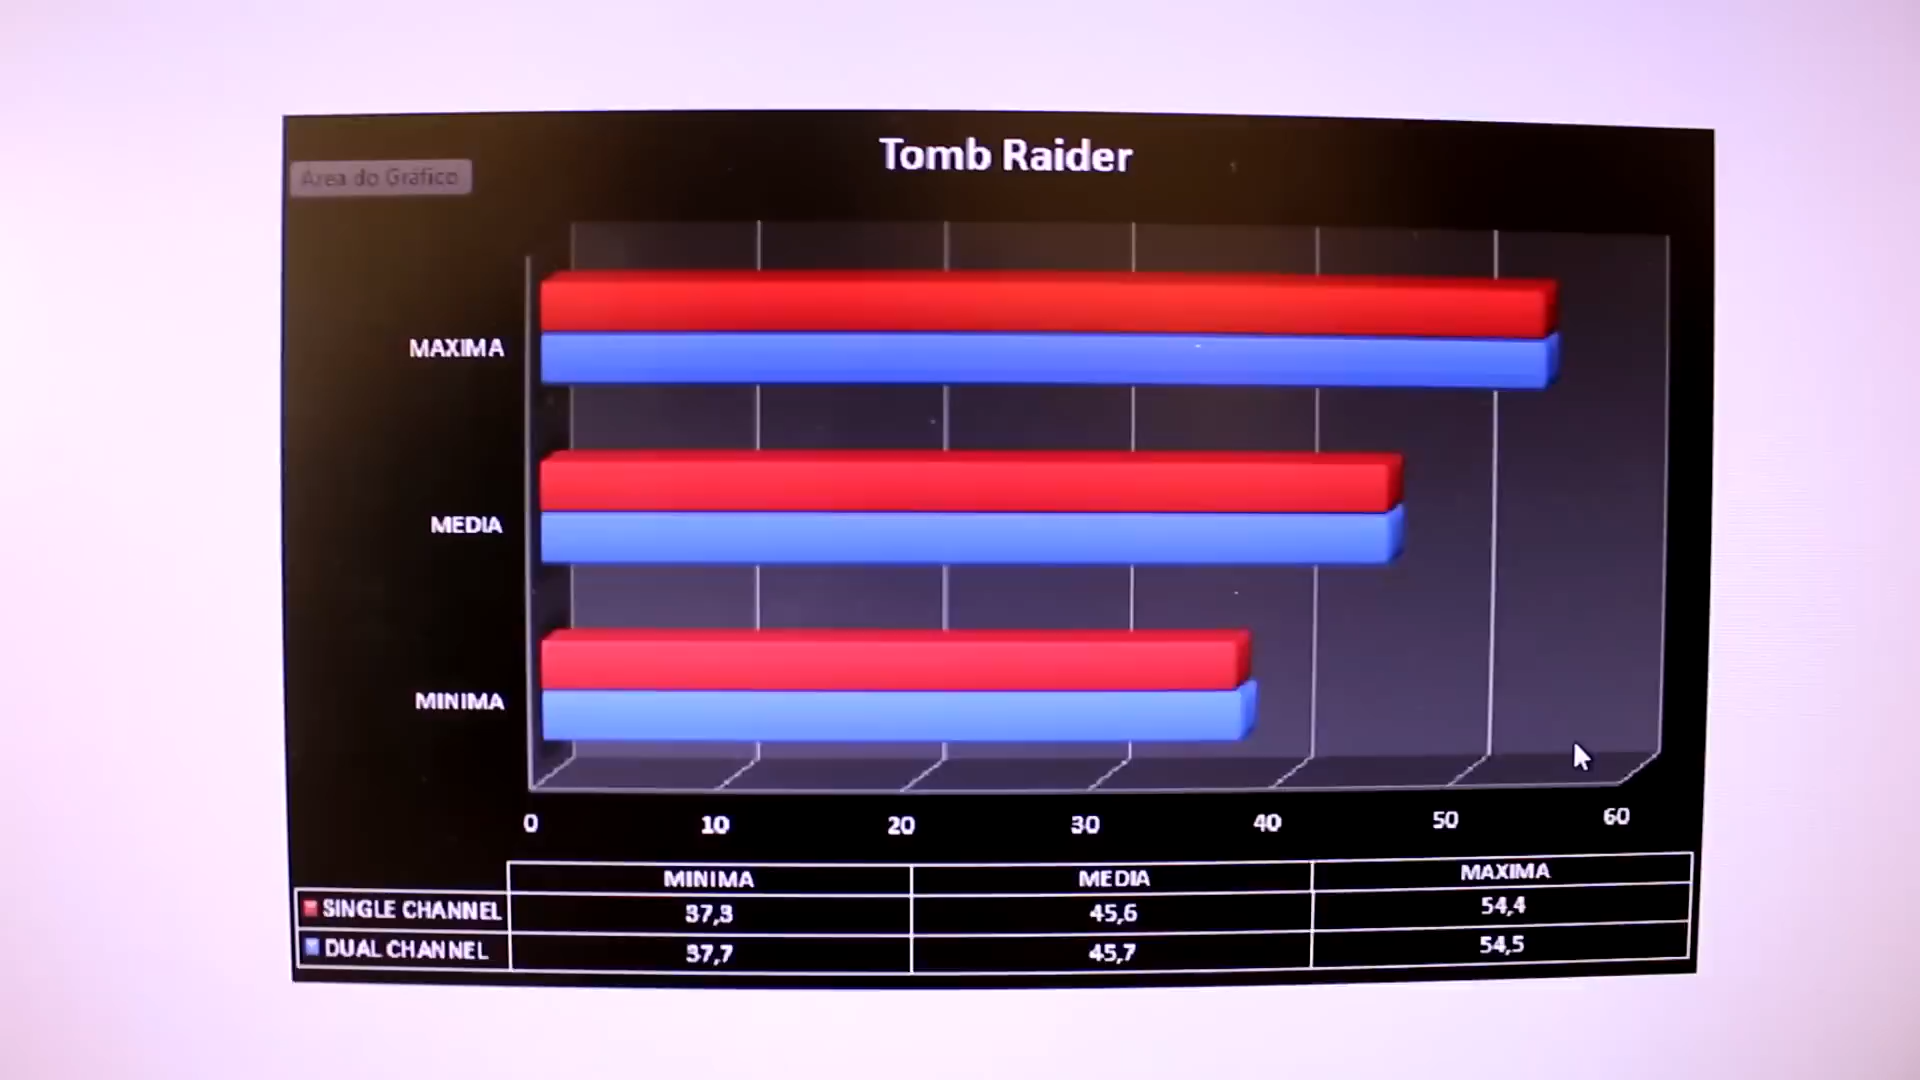 Tomb Raider
Área do Gráfico
MAXIMA
MEDIA
MINIMA
0 10 20 30 40 50 60
MINIMA MEDIA MAXIMA
SINGLE CHANNEL 37,3 45,6 54,4
DUAL CHANNEL 37,7 45,7 54,5